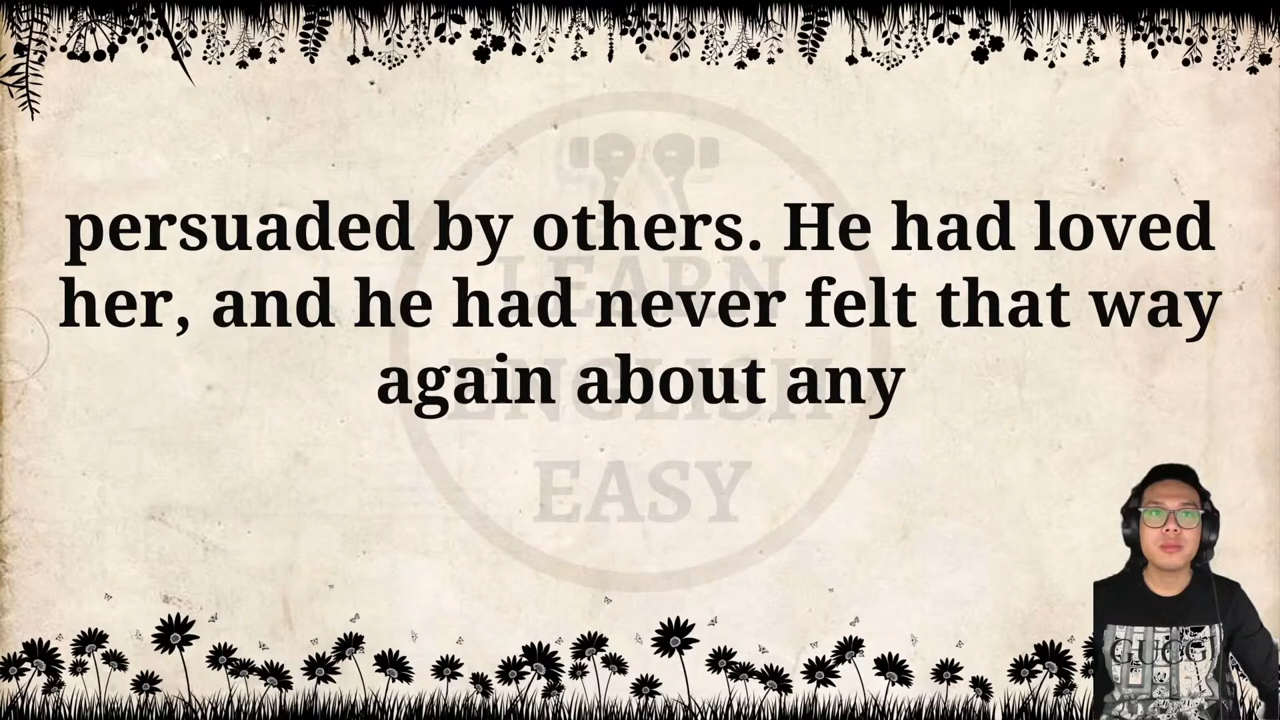 persuaded by others. He had loved
her, and he had never felt that way
again about any
LEARN
ENGLISH
EASY
GUCCI